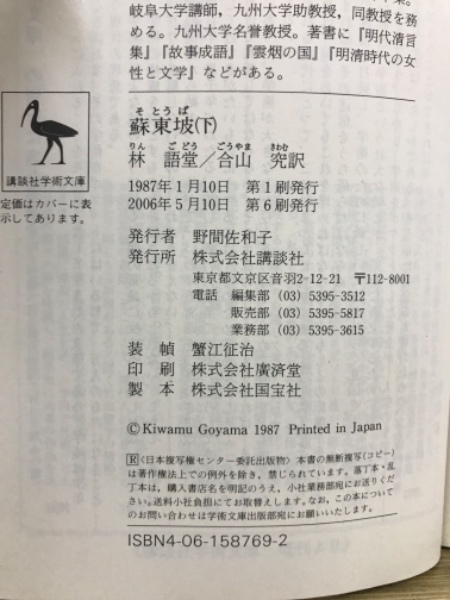 岐阜大学講師，九州大学助教授，同教授を務
める。九州大学名誉教授。著書に『明代清言
集』『故事成語』『雲烟の国』『明清時代の女
性と文学』などがある。
講談社学術文庫
定価はカバーに表
示してあります。
そとうば
蘇東坡(下)
りん ごどう ごうやま きわむ
林 語堂／合山 究訳
1987年1月10日 第1刷発行
2006年5月10日 第6刷発行
発行者 野間佐和子
発行所 株式会社講談社
東京都文京区音羽2-12-21 〒112-8001
電話 編集部 (03) 5395-3512
販売部 (03) 5395-5817
業務部 (03) 5395-3615
装 幀 蟹江征治
印 刷 株式会社廣済堂
製 本 株式会社国宝社
© Kiwamu Goyama 1987 Printed in Japan
Ⓡ〈日本複写権センター委託出版物〉本書の無断複写(コピー)
は著作権法上での例外を除き，禁じられています。落丁本・乱
丁本は，購入書店名を明記のうえ，小社業務部宛にお送りくだ
さい。送料小社負担にてお取替えします。なお，この本について
のお問い合わせは学術文庫出版部宛にお願いいたします。
ISBN4-06-158769-2